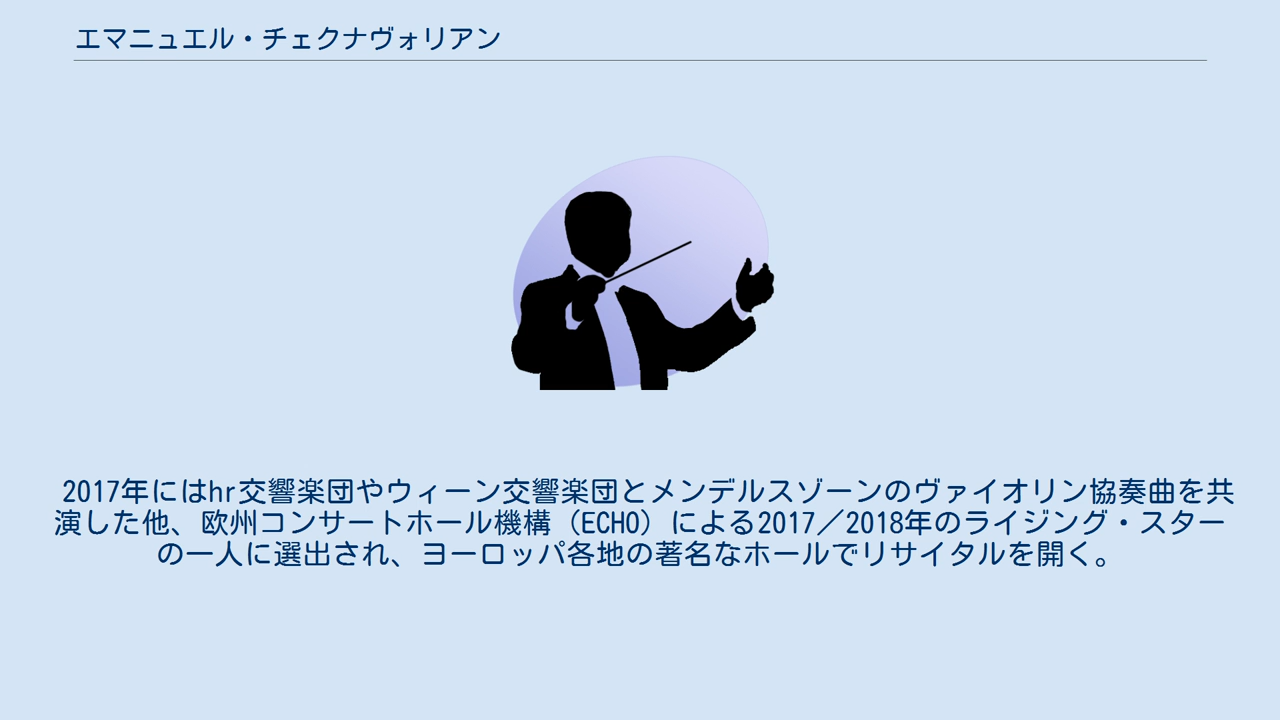 エマニュエル・チェクナヴォリアン
2017年にはhr交響楽団やウィーン交響楽団とメンデルスゾーンのヴァイオリン協奏曲を共
演した他、欧州コンサートホール機構（ECHO）による2017／2018年のライジング・スター
の一人に選出され、ヨーロッパ各地の著名なホールでリサイタルを開く。